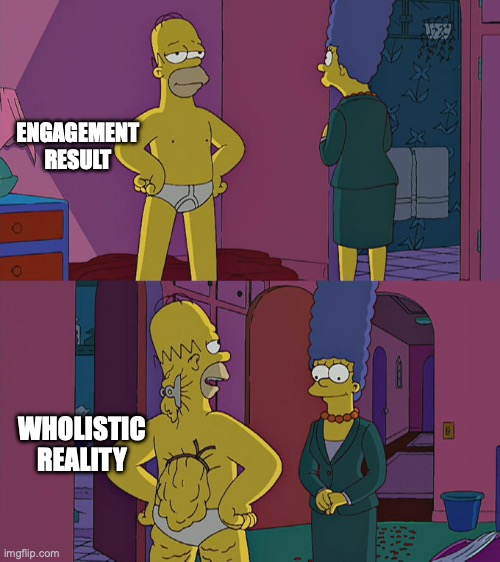 ENGAGEMENT
RESULT
WHOLISTIC
REALITY
imgflip.com